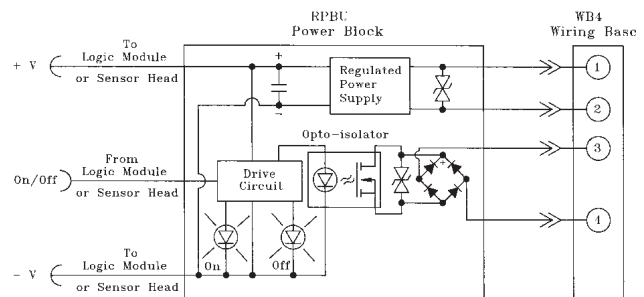 RPBU
Power Block
WB4
Wiring Base
+ V
To
Logic Module
or Sensor Head
+
-
Regulated
Power
Supply
1
2
Opto-isolator
3
On/Off
From
Logic Module
or Sensor Head
Drive
Circuit
+
-
4
- V
To
Logic Module
or Sensor Head
On
Off